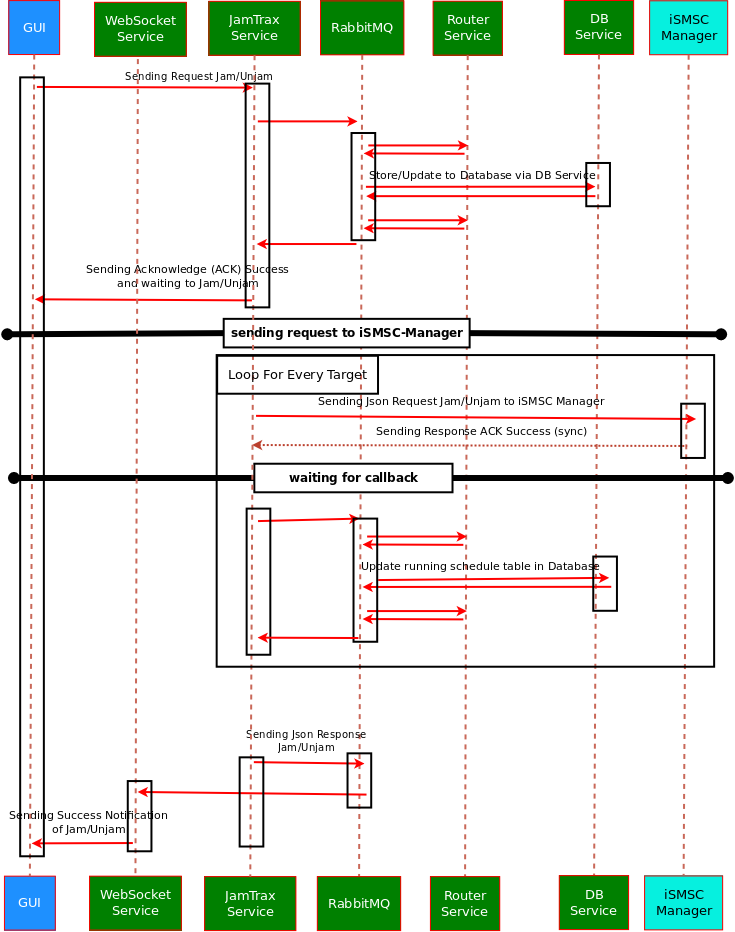 GUI
WebSocket
Service
JamTrax
Service
RabbitMQ
Router
Service
DB
Service
iSMSC
Manager
Sending Request Jam/Unjam
Store/Update to Database via DB Service
Sending Acknowledge (ACK) Success
and waiting to Jam/Unjam
sending request to iSMSC-Manager
Loop For Every Target
Sending Json Request Jam/Unjam to iSMSC Manager
Sending Response ACK Success (sync)
waiting for callback
Update running schedule table in Database
Sending Json Response
Jam/Unjam
Sending Success Notification
of Jam/Unjam
GUI
WebSocket
Service
JamTrax
Service
RabbitMQ
Router
Service
DB
Service
iSMSC
Manager